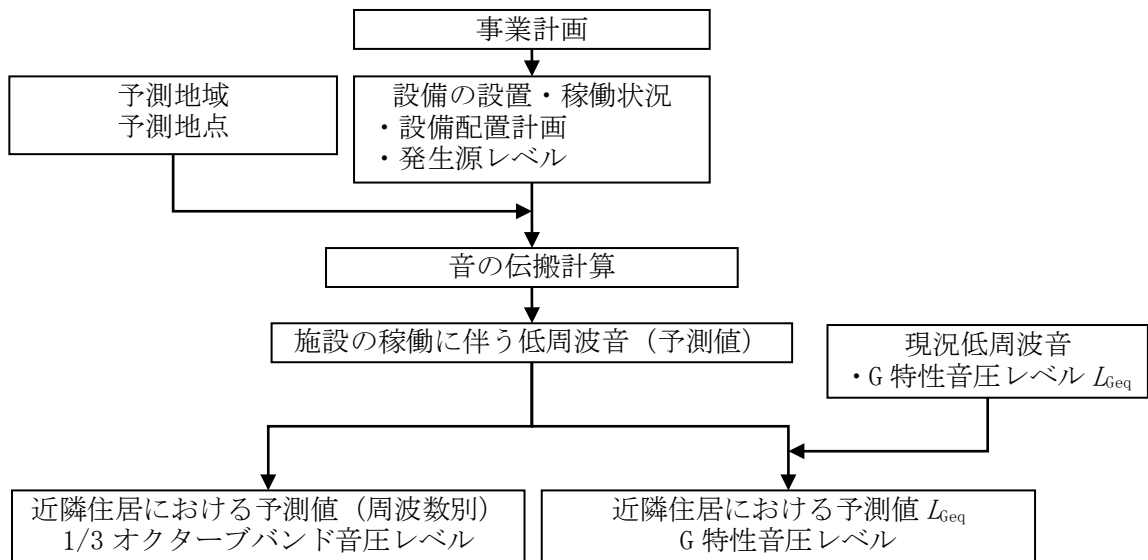 事業計画
予測地域
予測地点
設備の設置・稼働状況
・設備配置計画
・発生源レベル
音の伝搬計算
施設の稼働に伴う低周波音（予測値）
現況低周波音
・G 特性音圧レベル LGeq
近隣住居における予測値（周波数別）
1/3 オクターブバンド音圧レベル
近隣住居における予測値 LGeq
G 特性音圧レベル